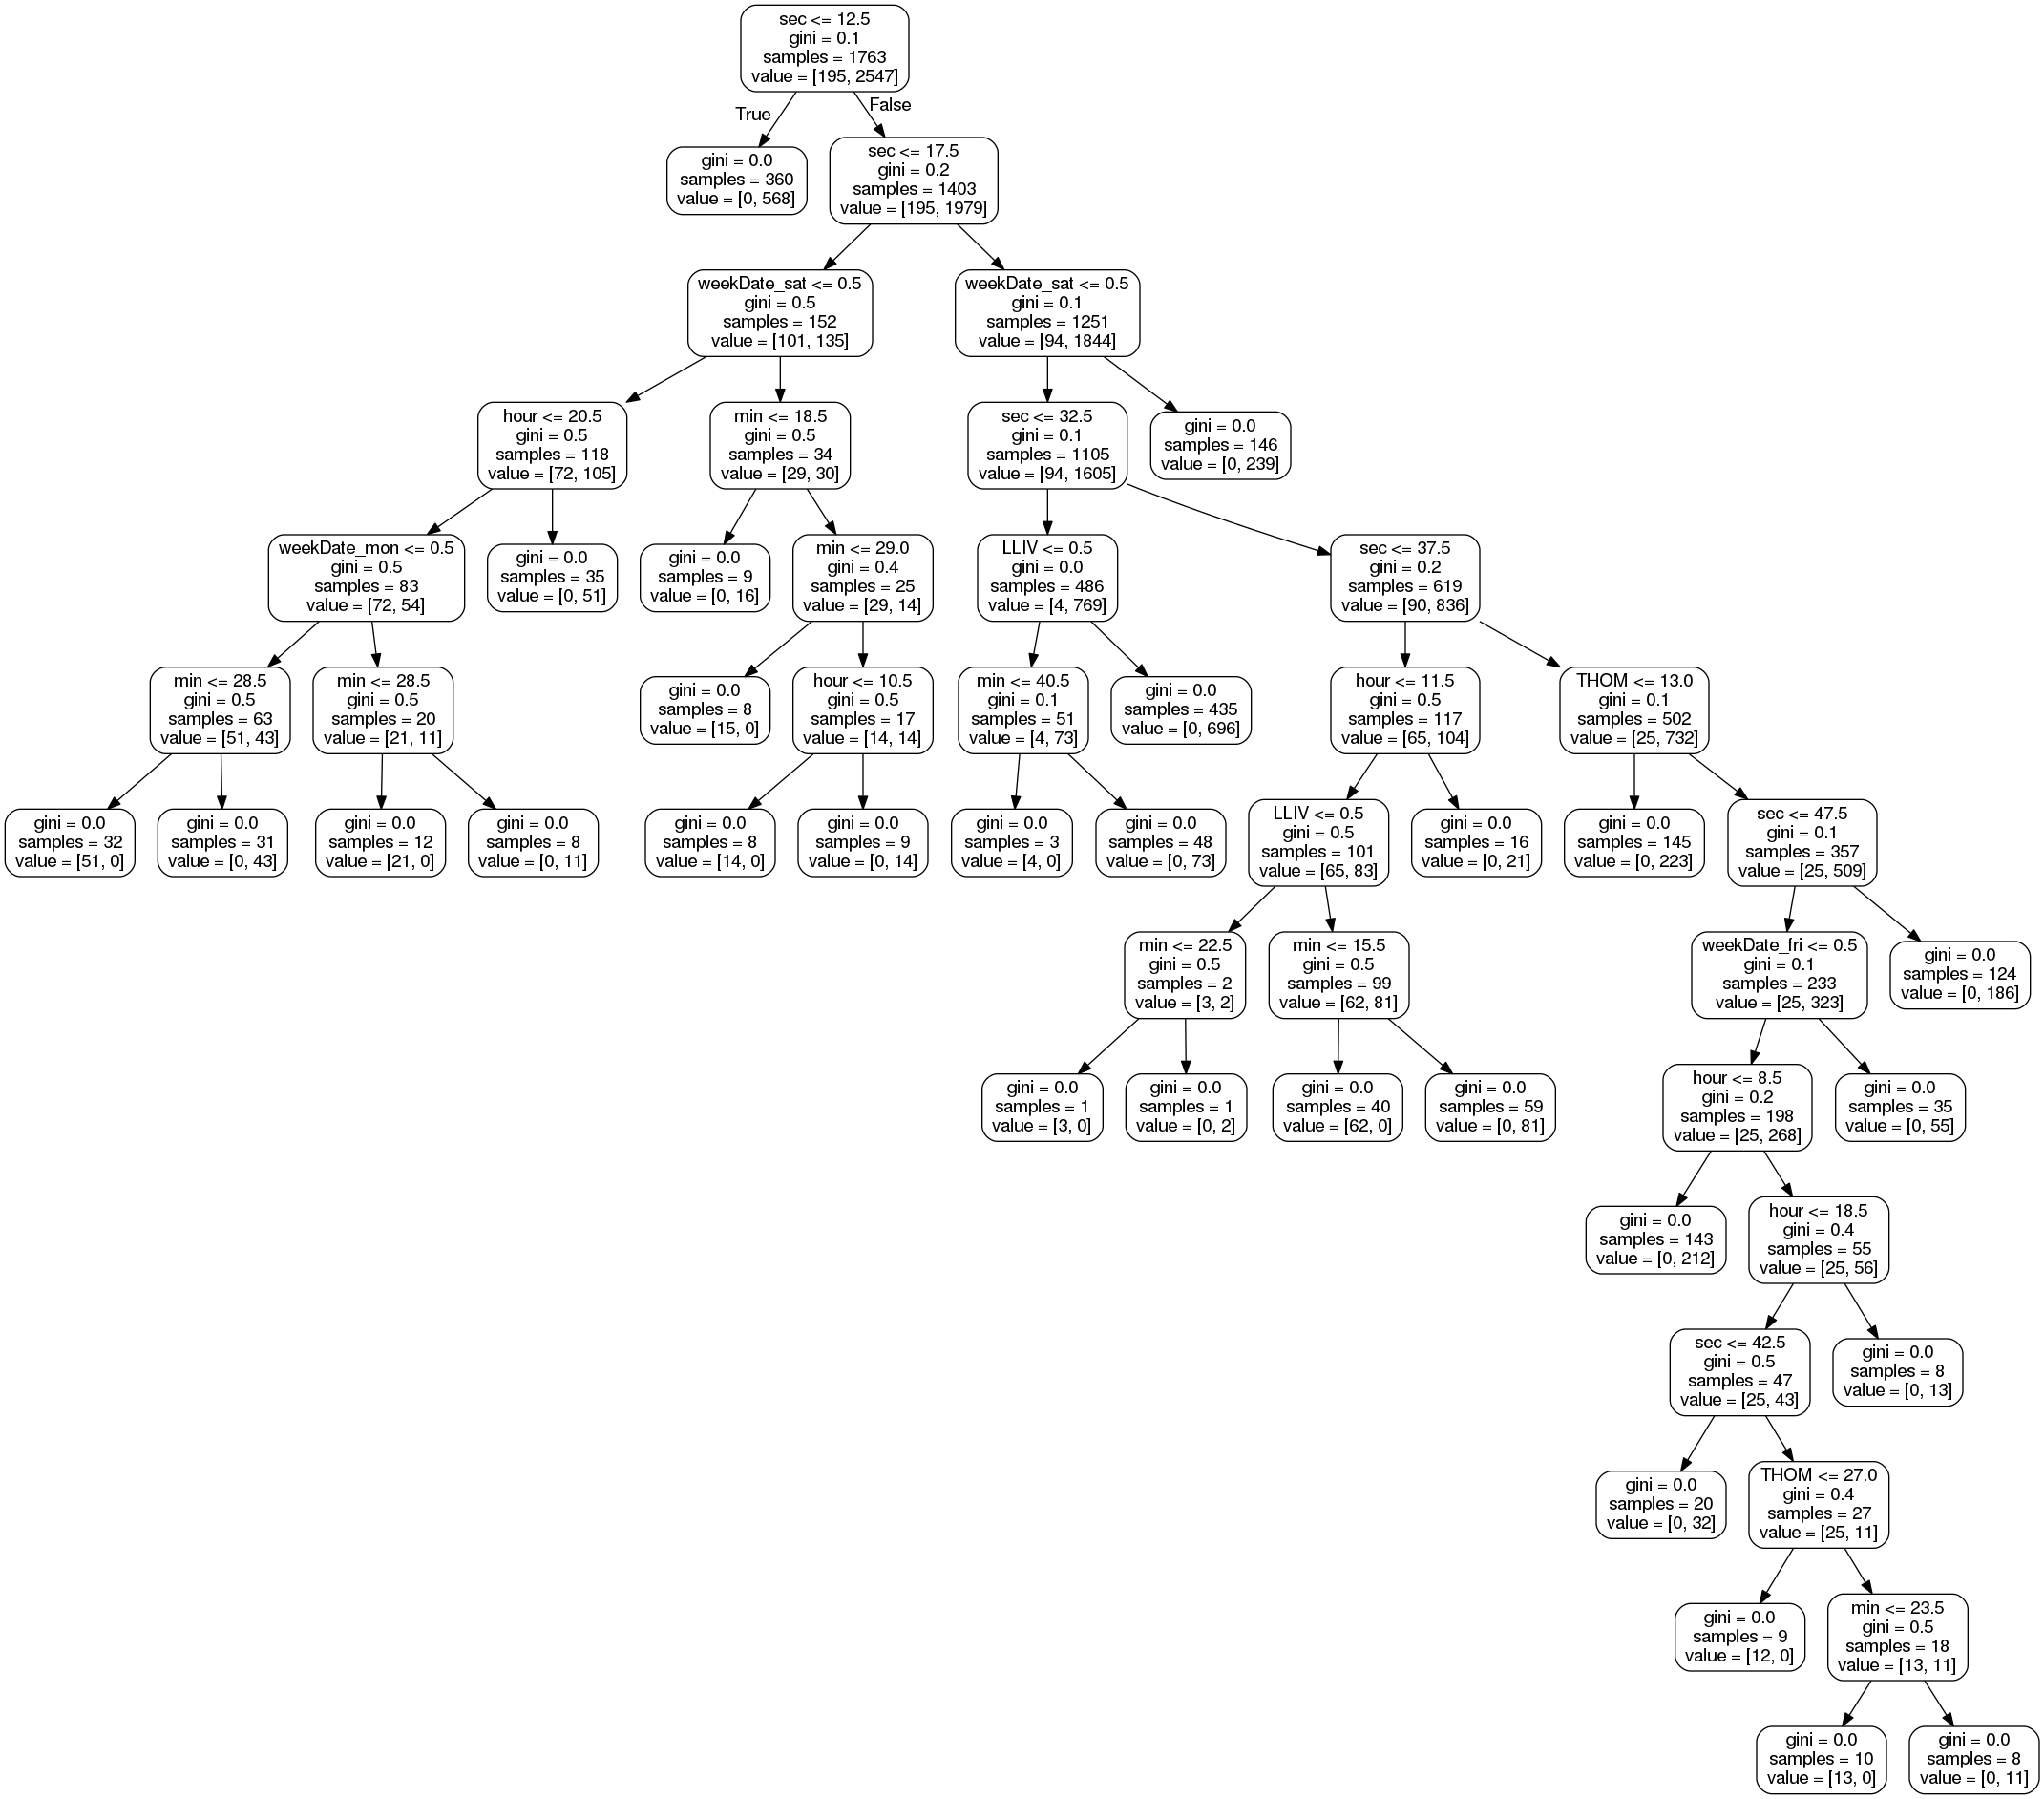 sec <= 12.5
gini = 0.1
samples = 1763
value = [195, 2547]
True
False
gini = 0.0
samples = 360
value = [0, 568]
sec <= 17.5
gini = 0.2
samples = 1403
value = [195, 1979]
weekDate_sat <= 0.5
gini = 0.5
samples = 152
value = [101, 135]
weekDate_sat <= 0.5
gini = 0.1
samples = 1251
value = [94, 1844]
hour <= 20.5
gini = 0.5
samples = 118
value = [72, 105]
min <= 18.5
gini = 0.5
samples = 34
value = [29, 30]
sec <= 32.5
gini = 0.1
samples = 1105
value = [94, 1605]
gini = 0.0
samples = 146
value = [0, 239]
weekDate_mon <= 0.5
gini = 0.5
samples = 83
value = [72, 54]
gini = 0.0
samples = 35
value = [0, 51]
gini = 0.0
samples = 9
value = [0, 16]
min <= 29.0
gini = 0.4
samples = 25
value = [29, 14]
LLIV <= 0.5
gini = 0.0
samples = 486
value = [4, 769]
sec <= 37.5
gini = 0.2
samples = 619
value = [90, 836]
min <= 28.5
gini = 0.5
samples = 63
value = [51, 43]
min <= 28.5
gini = 0.5
samples = 20
value = [21, 11]
gini = 0.0
samples = 8
value = [15, 0]
hour <= 10.5
gini = 0.5
samples = 17
value = [14, 14]
min <= 40.5
gini = 0.1
samples = 51
value = [4, 73]
gini = 0.0
samples = 435
value = [0, 696]
hour <= 11.5
gini = 0.5
samples = 117
value = [65, 104]
THOM <= 13.0
gini = 0.1
samples = 502
value = [25, 732]
gini = 0.0
samples = 32
value = [51, 0]
gini = 0.0
samples = 31
value = [0, 43]
gini = 0.0
samples = 12
value = [21, 0]
gini = 0.0
samples = 8
value = [0, 11]
gini = 0.0
samples = 8
value = [14, 0]
gini = 0.0
samples = 9
value = [0, 14]
gini = 0.0
samples = 3
value = [4, 0]
gini = 0.0
samples = 48
value = [0, 73]
LLIV <= 0.5
gini = 0.5
samples = 101
value = [65, 83]
gini = 0.0
samples = 16
value = [0, 21]
gini = 0.0
samples = 145
value = [0, 223]
sec <= 47.5
gini = 0.1
samples = 357
value = [25, 509]
min <= 22.5
gini = 0.5
samples = 2
value = [3, 2]
min <= 15.5
gini = 0.5
samples = 99
value = [62, 81]
weekDate_fri <= 0.5
gini = 0.1
samples = 233
value = [25, 323]
gini = 0.0
samples = 124
value = [0, 186]
gini = 0.0
samples = 1
value = [3, 0]
gini = 0.0
samples = 1
value = [0, 2]
gini = 0.0
samples = 40
value = [62, 0]
gini = 0.0
samples = 59
value = [0, 81]
hour <= 8.5
gini = 0.2
samples = 198
value = [25, 268]
gini = 0.0
samples = 35
value = [0, 55]
gini = 0.0
samples = 143
value = [0, 212]
hour <= 18.5
gini = 0.4
samples = 55
value = [25, 56]
sec <= 42.5
gini = 0.5
samples = 47
value = [25, 43]
gini = 0.0
samples = 8
value = [0, 13]
gini = 0.0
samples = 20
value = [0, 32]
THOM <= 27.0
gini = 0.4
samples = 27
value = [25, 11]
gini = 0.0
samples = 9
value = [12, 0]
min <= 23.5
gini = 0.5
samples = 18
value = [13, 11]
gini = 0.0
samples = 10
value = [13, 0]
gini = 0.0
samples = 8
value = [0, 11]